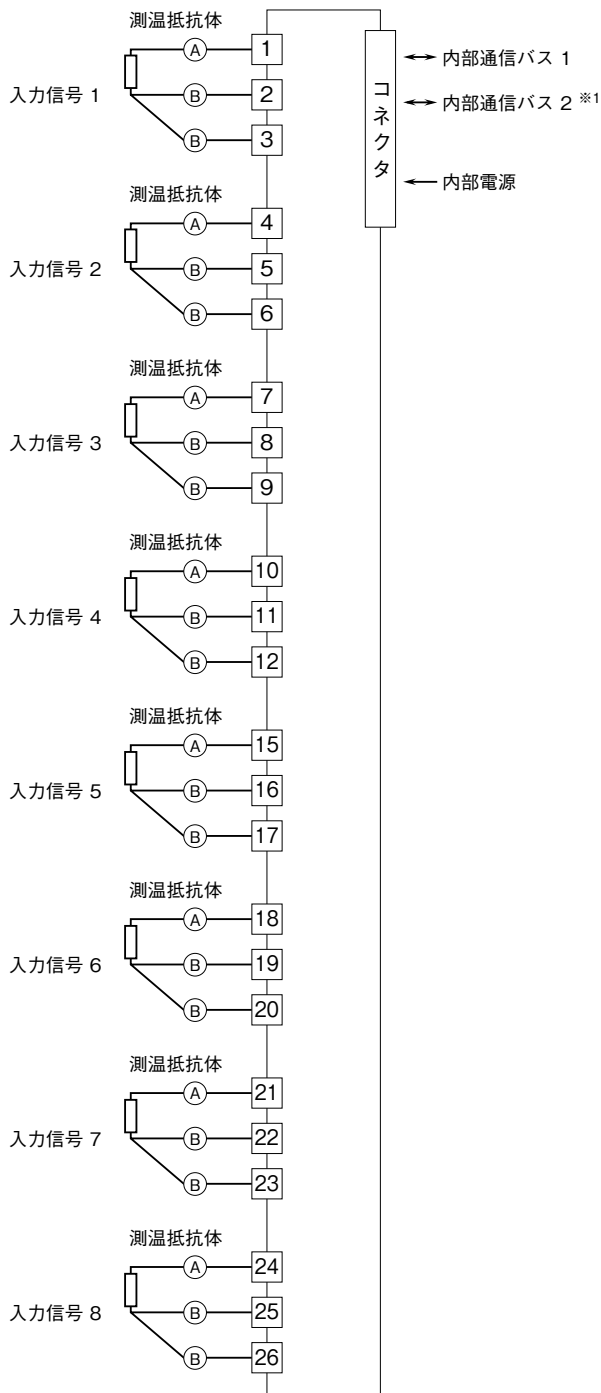 測温抵抗体
入力信号 1
A 1
B 2
B 3
コネクタ
内部通信バス 1
内部通信バス 2 ※1
内部電源
測温抵抗体
入力信号 2
A 4
B 5
B 6
測温抵抗体
入力信号 3
A 7
B 8
B 9
測温抵抗体
入力信号 4
A 10
B 11
B 12
測温抵抗体
入力信号 5
A 15
B 16
B 17
測温抵抗体
入力信号 6
A 18
B 19
B 20
測温抵抗体
入力信号 7
A 21
B 22
B 23
測温抵抗体
入力信号 8
A 24
B 25
B 26